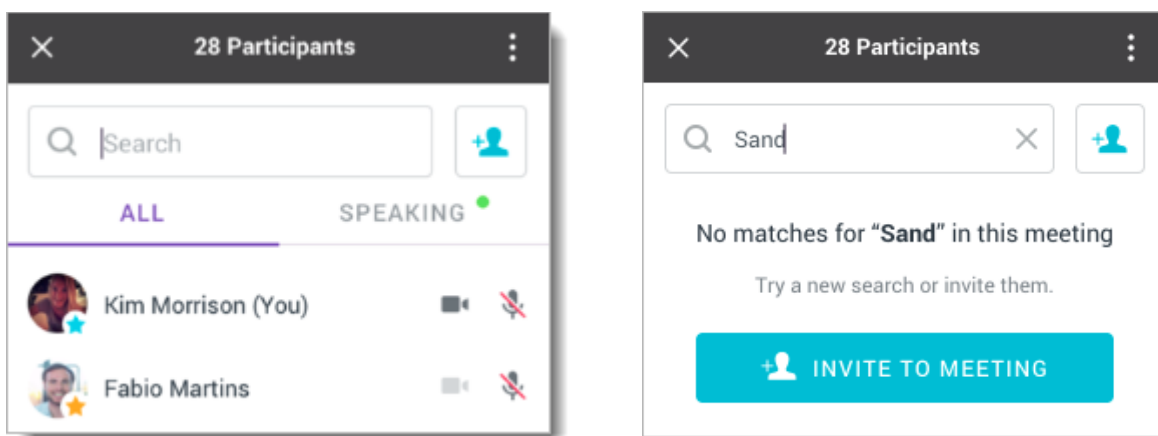 28 Participants
Search
ALL
SPEAKING
Kim Morrison (You)
Fabio Martins
28 Participants
Sand
No matches for “Sand” in this meeting
Try a new search or invite them.
INVITE TO MEETING